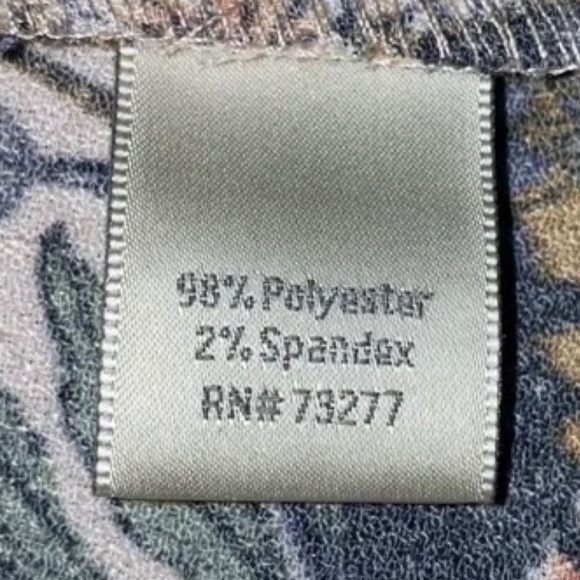 98% Polyester
2% Spandex
RN# 73277